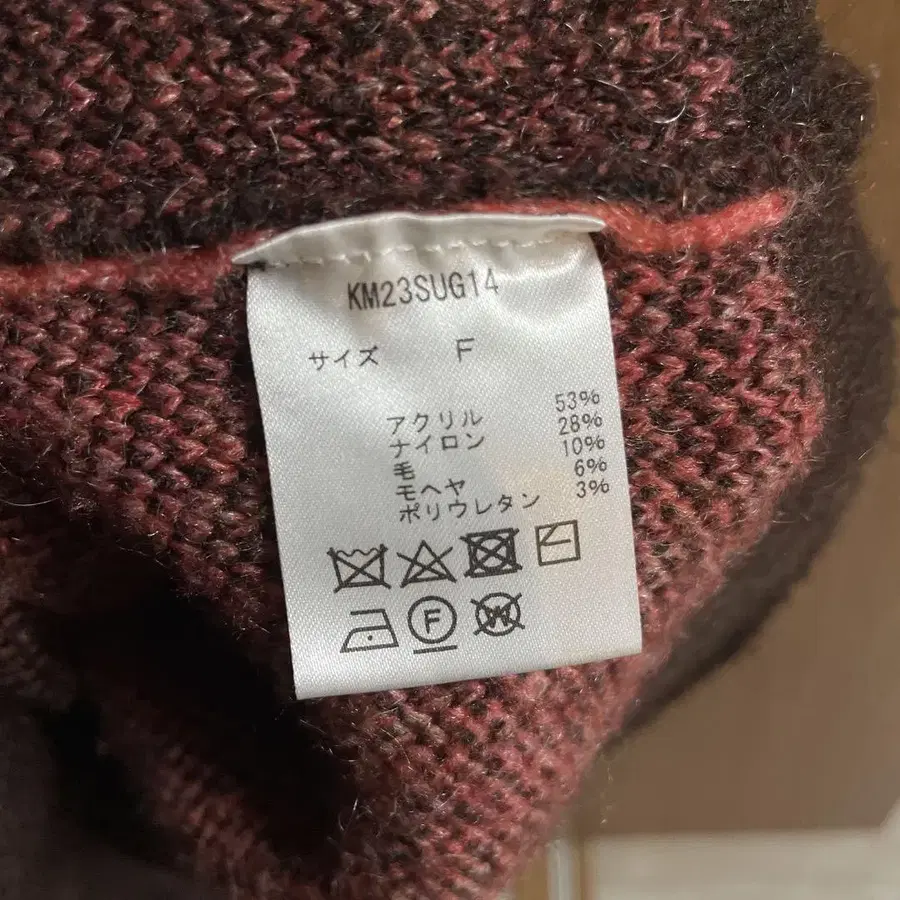 KM23SUG14
サイズ F
アクリル 53%
ナイロン 28%
毛 10%
モヘヤ 6%
ポリウレタン 3%
F W